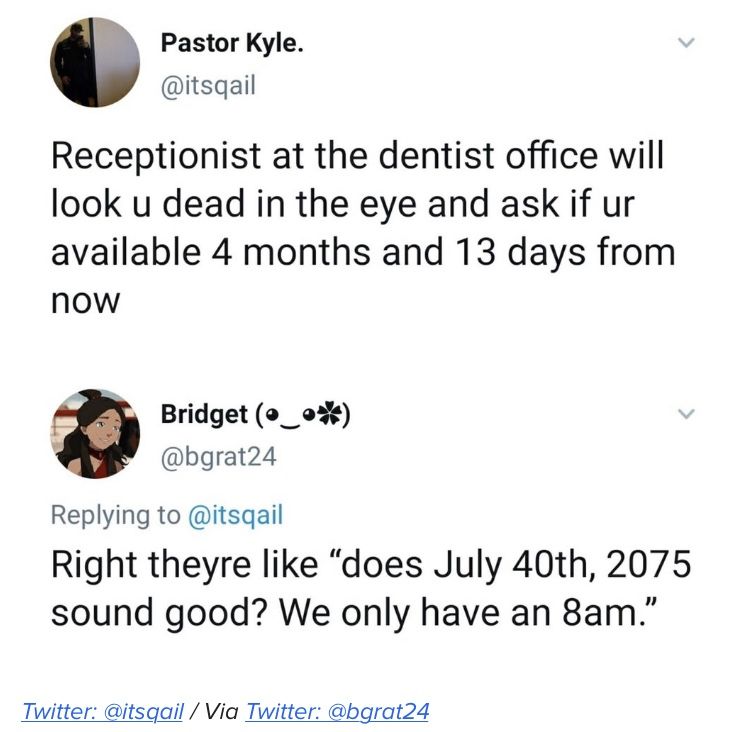 Pastor Kyle.
@itsqail
Receptionist at the dentist office will
look u dead in the eye and ask if ur
available 4 months and 13 days from
now
Bridget (◕‿◕✿)
@bgrat24
Replying to @itsqail
Right theyre like “does July 40th, 2075
sound good? We only have an 8am.”
Twitter: @itsqail / Via Twitter: @bgrat24